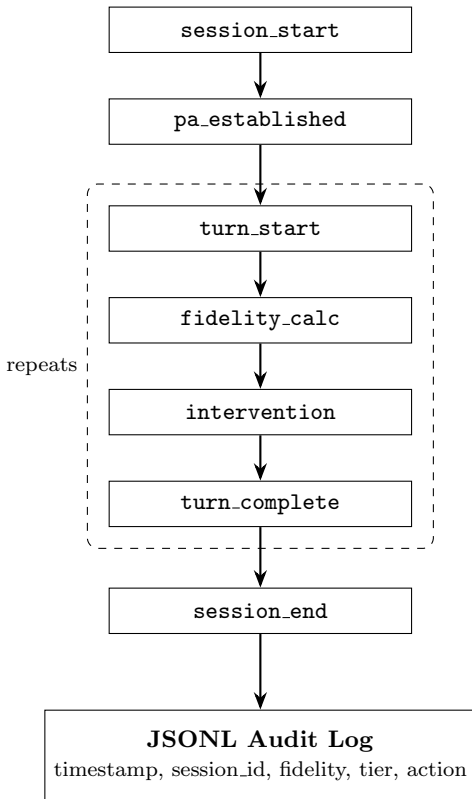 session_start
pa_established
turn_start
fidelity_calc
repeats
intervention
turn_complete
session_end
JSONL Audit Log
timestamp, session_id, fidelity, tier, action